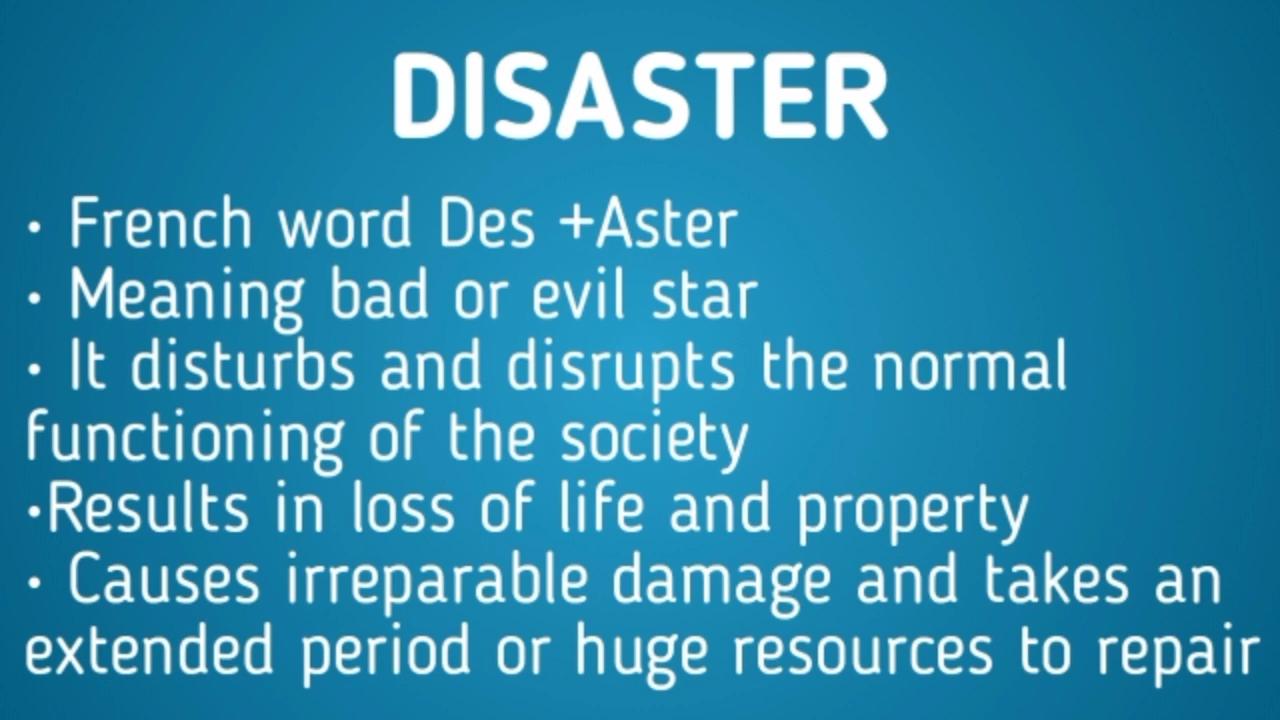 DISASTER
• French word Des +Aster
• Meaning bad or evil star
• It disturbs and disrupts the normal
functioning of the society
•Results in loss of life and property
• Causes irreparable damage and takes an
extended period or huge resources to repair